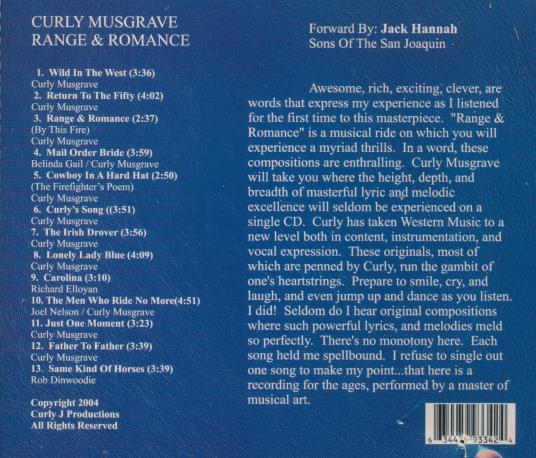 CURLY MUSGRAVE
RANGE & ROMANCE
1. Wild In The West (3:36)
Curly Musgrave
2. Return To The Fifty (4:02)
Curly Musgrave
3. Range & Romance (2:37)
(By This Fire)
Curly Musgrave
4. Mail Order Bride (3:59)
Belinda Gail / Curly Musgrave
5. Cowboy In A Hard Hat (2:50)
(The Firefighter's Poem)
Curly Musgrave
6. Curly's Song ((3:51)
Curly Musgrave
7. The Irish Drover (3:56)
Curly Musgrave
8. Lonely Lady Blue (4:09)
Curly Musgrave
9. Carolina (3:10)
Richard Elloyan
10. The Men Who Ride No More(4:51)
Joel Nelson / Curly Musgrave
11. Just One Moment (3:23)
Curly Musgrave
12. Father To Father (3:39)
Curly Musgrave
13. Same Kind Of Horses (3:39)
Rob Dinwoodie
Copyright 2004
Curly J Productions
All Rights Reserved
Forward By: Jack Hannah
Sons Of The San Joaquin
Awesome, rich, exciting, clever, are
words that express my experience as I listened
for the first time to this masterpiece. "Range &
Romance" is a musical ride on which you will
experience a myriad thrills. In a word, these
compositions are enthralling. Curly Musgrave
will take you where the height, depth, and
breadth of masterful lyric and melodic
excellence will seldom be experienced on a
single CD. Curly has taken Western Music to a
new level both in content, instrumentation, and
vocal expression. These originals, most of
which are penned by Curly, run the gambit of
one's heartstrings. Prepare to smile, cry, and
laugh, and even jump up and dance as you listen.
I did! Seldom do I hear original compositions
where such powerful lyrics, and melodies meld
so perfectly. There's no monotony here. Each
song held me spellbound. I refuse to single out
one song to make my point...that here is a
recording for the ages, performed by a master of
musical art.